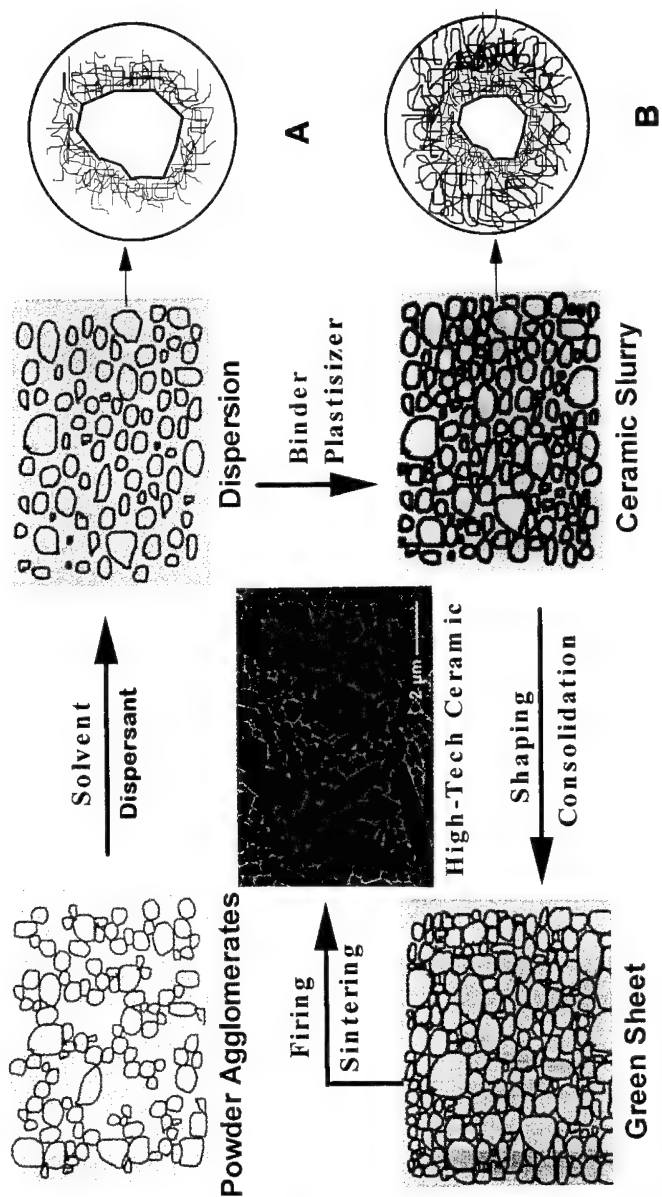 Powder Agglomerates
Solvent
Dispersant
Dispersion
A
Binder
Plastisizer
Ceramic Slurry
B
Shaping
Consolidation
Green Sheet
Firing
Sintering
2 μm
High-Tech Ceramic